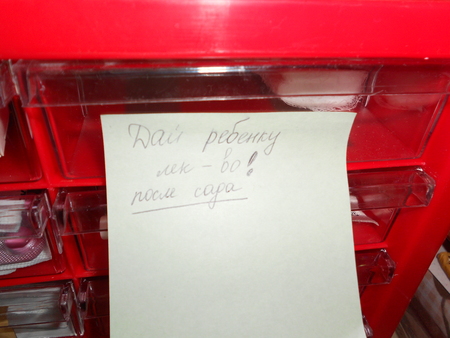 Дай ребенку
лек-во!
после сада